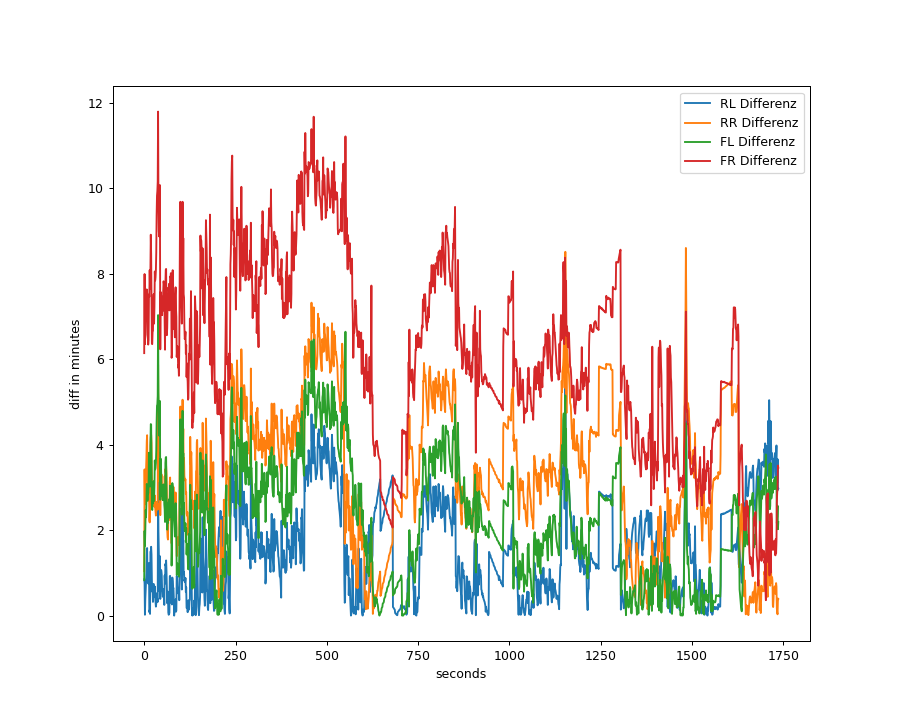 RL Differenz
RR Differenz
FL Differenz
FR Differenz
12
10
8
6
4
2
0
diff in minutes
0 250 500 750 1000 1250 1500 1750
seconds